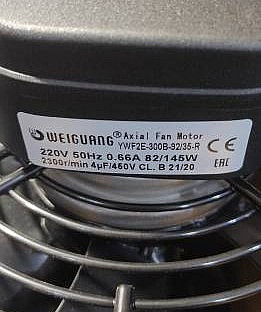 WEIGUANG® Axial Fan Motor
YWF2E-300B-92/35-R
220V 50Hz 0.66A 82/145W
2300r/min 4μF/450V CL. B 21/20
CE
EAC